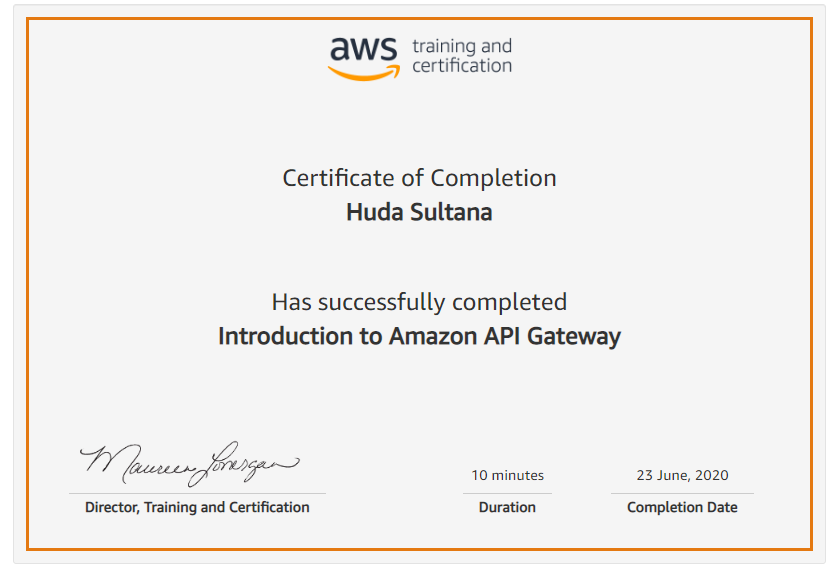 aws training and
certification
Certificate of Completion
Huda Sultana
Has successfully completed
Introduction to Amazon API Gateway
Maureen Lonergan
10 minutes
23 June, 2020
Director, Training and Certification
Duration
Completion Date